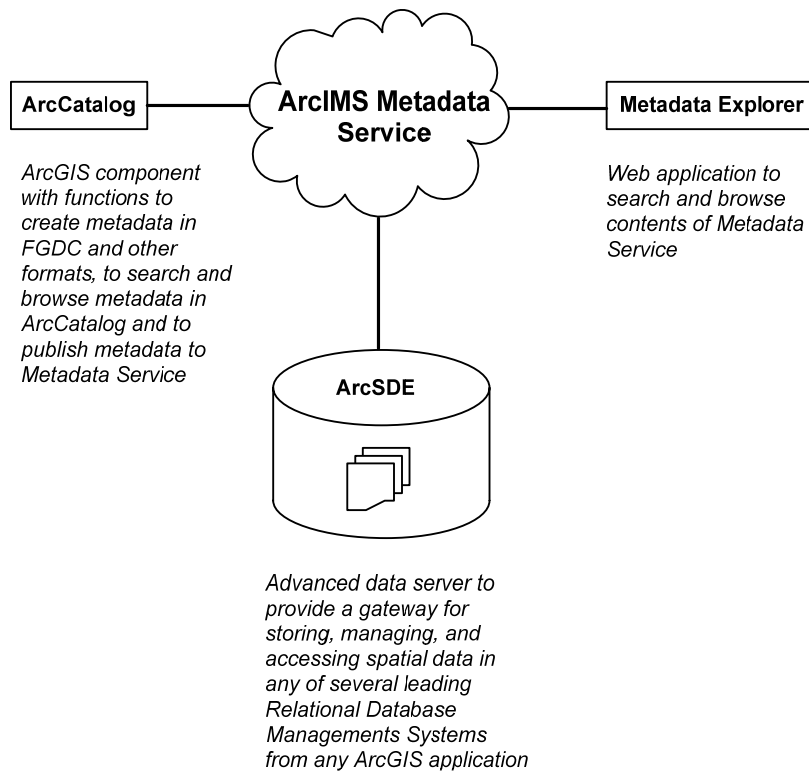 ArcCatalog
ArcIMS Metadata
Service
Metadata Explorer
ArcGIS component
with functions to
create metadata in
FGDC and other
formats, to search and
browse metadata in
ArcCatalog and to
publish metadata to
Metadata Service
Web application to
search and browse
contents of Metadata
Service
ArcSDE
Advanced data server to
provide a gateway for
storing, managing, and
accessing spatial data in
any of several leading
Relational Database
Managements Systems
from any ArcGIS application